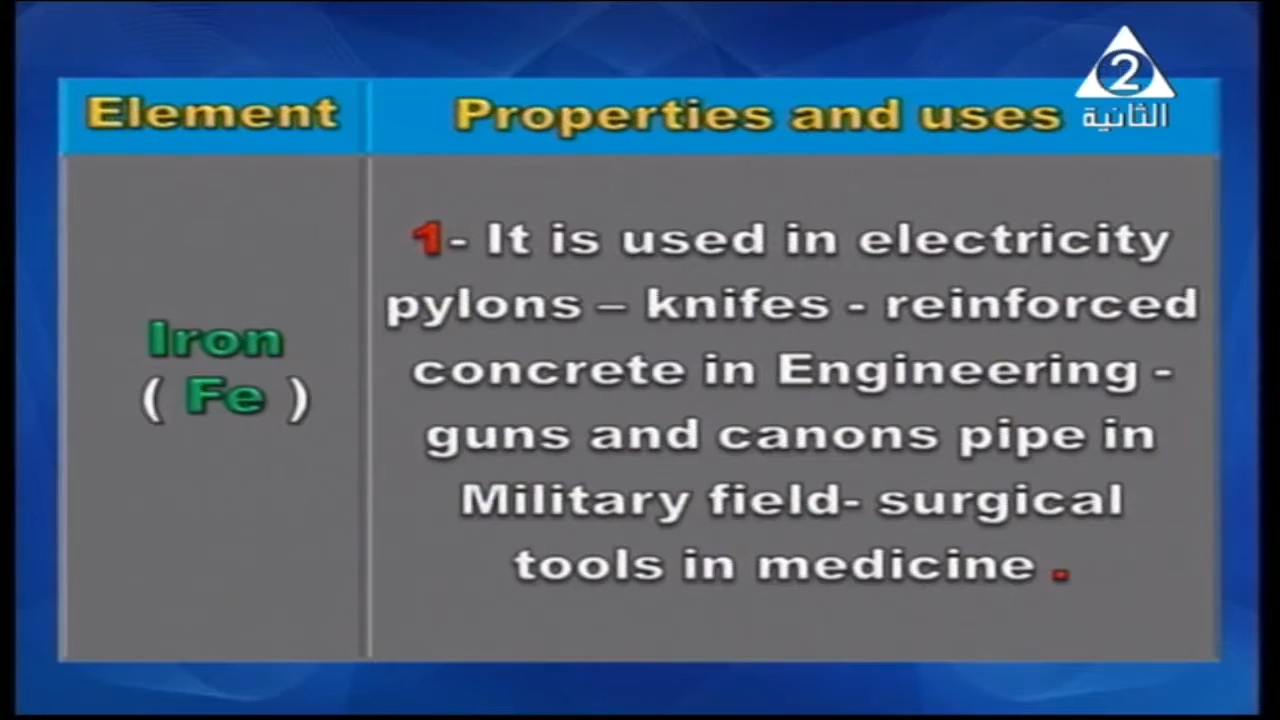 2
الثانية
Element
Properties and uses
Iron
( Fe )
1- It is used in electricity
pylons – knifes - reinforced
concrete in Engineering -
guns and canons pipe in
Military field- surgical
tools in medicine .